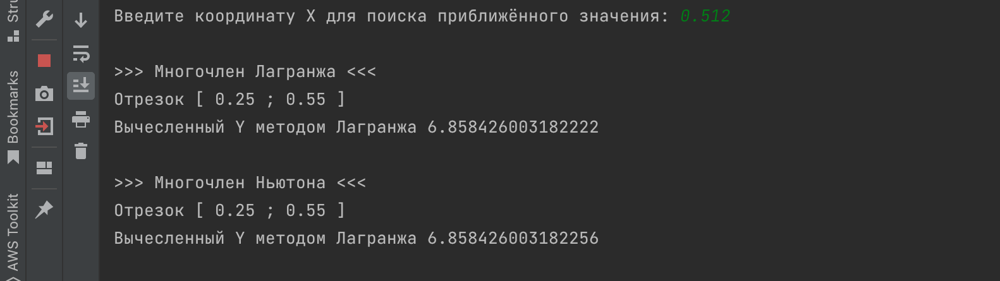 Stru
Bookmarks
AWS Toolkit
Введите координату X для поиска приближённого значения: 0.512
>>> Многочлен Лагранжа <<<
Отрезок [ 0.25 ; 0.55 ]
Вычесленный Y методом Лагранжа 6.858426003182222
>>> Многочлен Ньютона <<<
Отрезок [ 0.25 ; 0.55 ]
Вычесленный Y методом Лагранжа 6.858426003182256